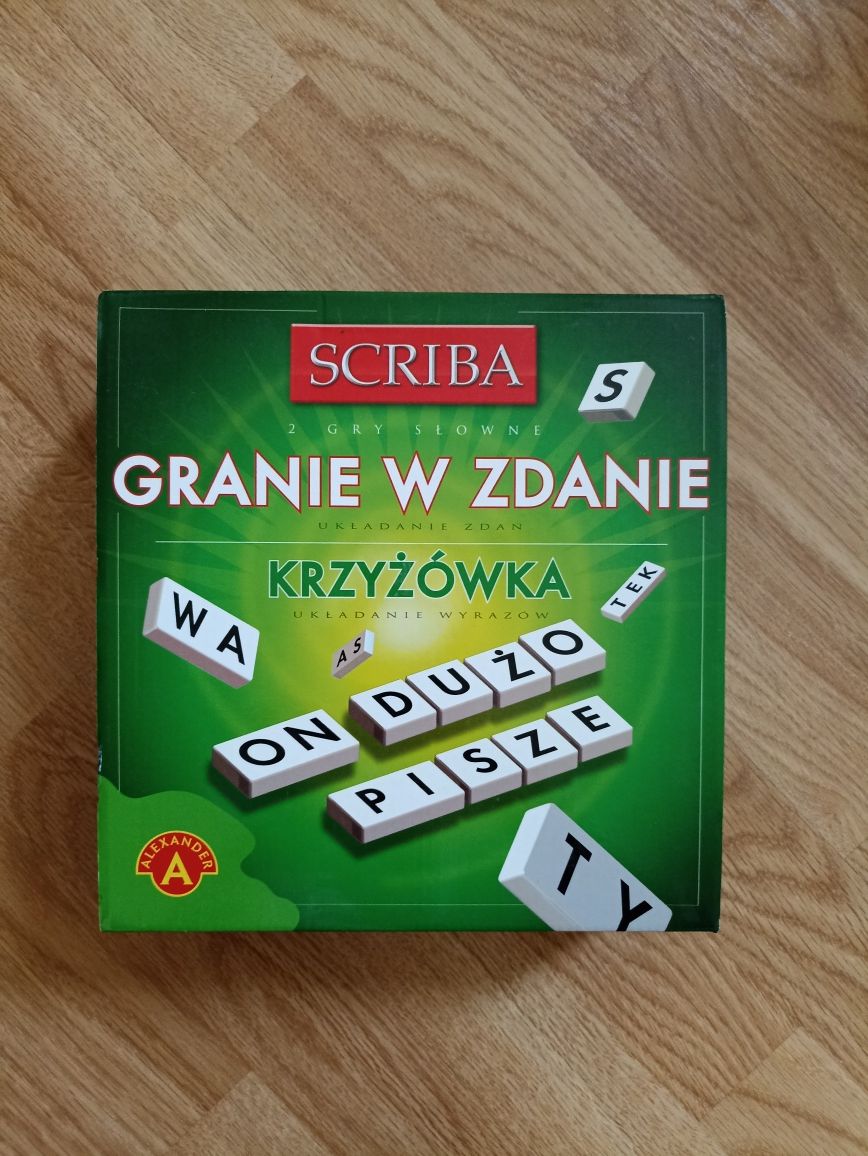 SCRIBA
S
2 GRY SŁOWNE
GRANIE W ZDANIE
UKŁADANIE ZDAŃ
KRZYŻÓWKA
UKŁADANIE WYRAZÓW
TEK
WA
AS
ON DUŻO
PISZE
TY
ALEXANDER
A